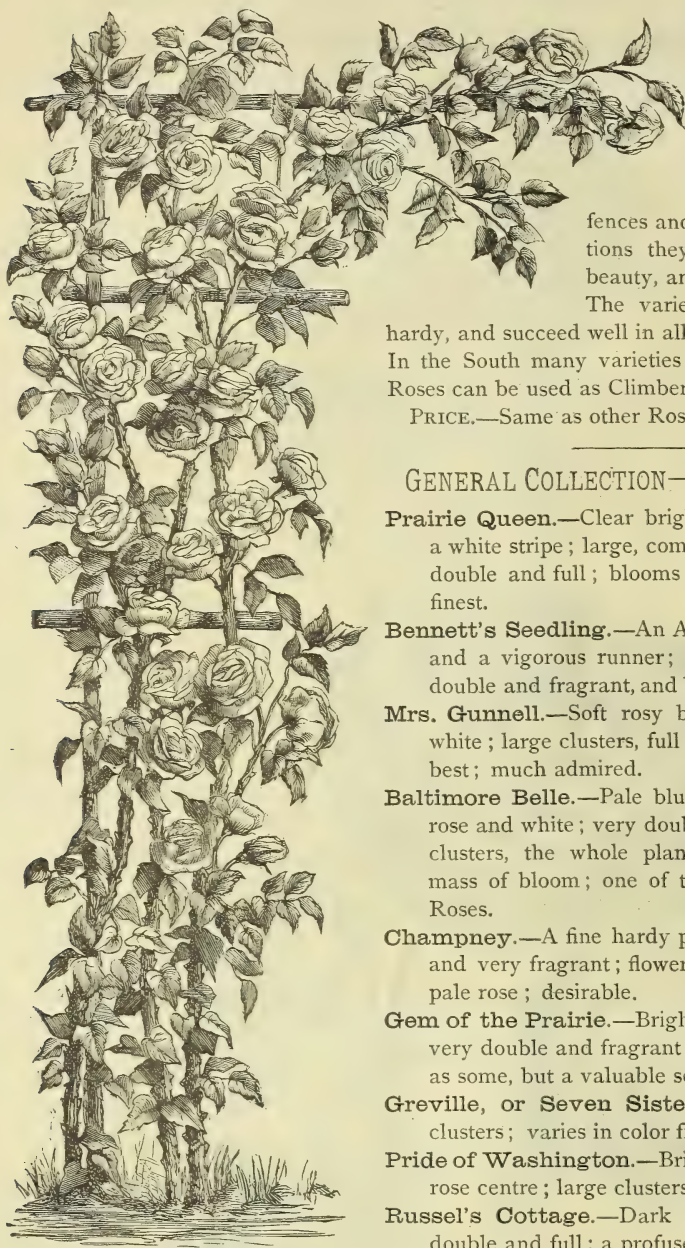 fences and
tions they
beauty, an
The varie
hardy, and succeed well in all
In the South many varieties
Roses can be used as Climber
PRICE.—Same as other Ros
GENERAL COLLECTION—
Prairie Queen.—Clear brig
a white stripe ; large, com
double and full ; blooms
finest.
Bennett's Seedling.—An A
and a vigorous runner;
double and fragrant, and
Mrs. Gunnell.—Soft rosy b
white ; large clusters, full
best ; much admired.
Baltimore Belle.—Pale blu
rose and white ; very doub
clusters, the whole plan
mass of bloom ; one of t
Roses.
Champney.—A fine hardy p
and very fragrant ; flower
pale rose ; desirable.
Gem of the Prairie.—Brigh
very double and fragrant
as some, but a valuable so
Greville, or Seven Siste
clusters ; varies in color f
Pride of Washington.—Bri
rose centre ; large clusters
Russel's Cottage.—Dark
double and full ; a profuse